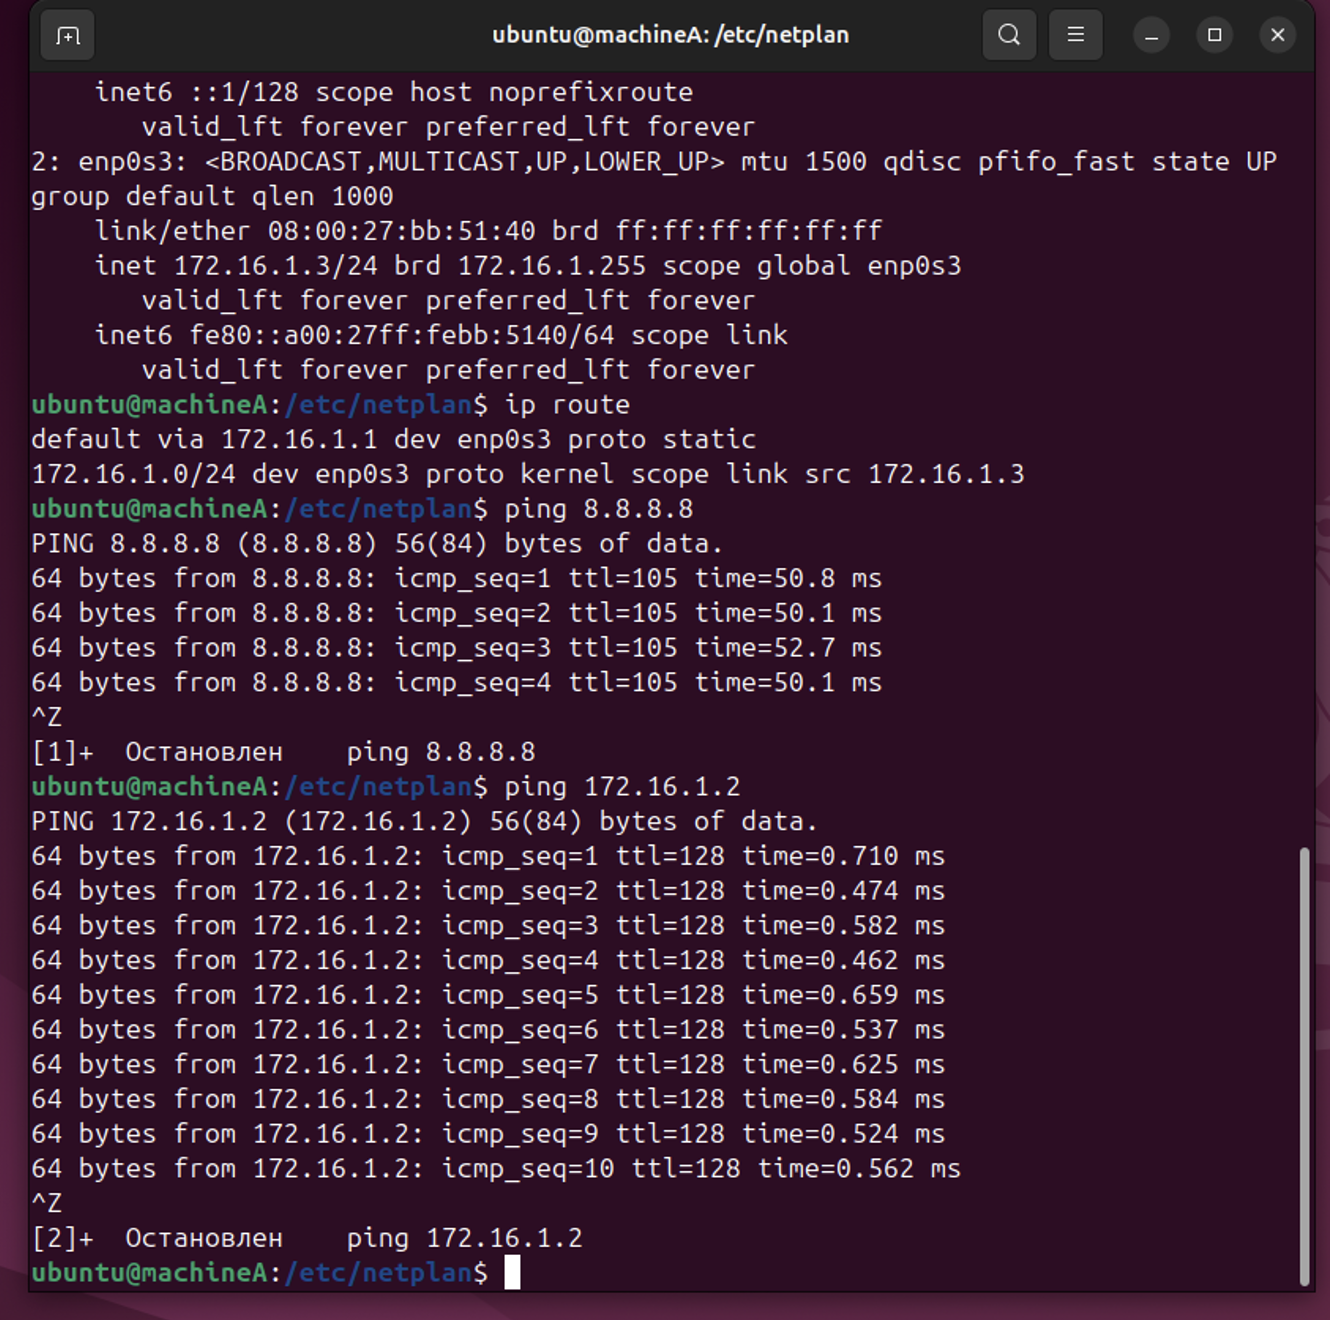 ubuntu@machineA: /etc/netplan
    inet6 ::1/128 scope host noprefixroute
       valid_lft forever preferred_lft forever
2: enp0s3: <BROADCAST,MULTICAST,UP,LOWER_UP> mtu 1500 qdisc pfifo_fast state UP
group default qlen 1000
    link/ether 08:00:27:bb:51:40 brd ff:ff:ff:ff:ff:ff
    inet 172.16.1.3/24 brd 172.16.1.255 scope global enp0s3
       valid_lft forever preferred_lft forever
    inet6 fe80::a00:27ff:febb:5140/64 scope link
       valid_lft forever preferred_lft forever
ubuntu@machineA:/etc/netplan$ ip route
default via 172.16.1.1 dev enp0s3 proto static
172.16.1.0/24 dev enp0s3 proto kernel scope link src 172.16.1.3
ubuntu@machineA:/etc/netplan$ ping 8.8.8.8
PING 8.8.8.8 (8.8.8.8) 56(84) bytes of data.
64 bytes from 8.8.8.8: icmp_seq=1 ttl=105 time=50.8 ms
64 bytes from 8.8.8.8: icmp_seq=2 ttl=105 time=50.1 ms
64 bytes from 8.8.8.8: icmp_seq=3 ttl=105 time=52.7 ms
64 bytes from 8.8.8.8: icmp_seq=4 ttl=105 time=50.1 ms
^Z
[1]+  Остановлен    ping 8.8.8.8
ubuntu@machineA:/etc/netplan$ ping 172.16.1.2
PING 172.16.1.2 (172.16.1.2) 56(84) bytes of data.
64 bytes from 172.16.1.2: icmp_seq=1 ttl=128 time=0.710 ms
64 bytes from 172.16.1.2: icmp_seq=2 ttl=128 time=0.474 ms
64 bytes from 172.16.1.2: icmp_seq=3 ttl=128 time=0.582 ms
64 bytes from 172.16.1.2: icmp_seq=4 ttl=128 time=0.462 ms
64 bytes from 172.16.1.2: icmp_seq=5 ttl=128 time=0.659 ms
64 bytes from 172.16.1.2: icmp_seq=6 ttl=128 time=0.537 ms
64 bytes from 172.16.1.2: icmp_seq=7 ttl=128 time=0.625 ms
64 bytes from 172.16.1.2: icmp_seq=8 ttl=128 time=0.584 ms
64 bytes from 172.16.1.2: icmp_seq=9 ttl=128 time=0.524 ms
64 bytes from 172.16.1.2: icmp_seq=10 ttl=128 time=0.562 ms
^Z
[2]+  Остановлен    ping 172.16.1.2
ubuntu@machineA:/etc/netplan$